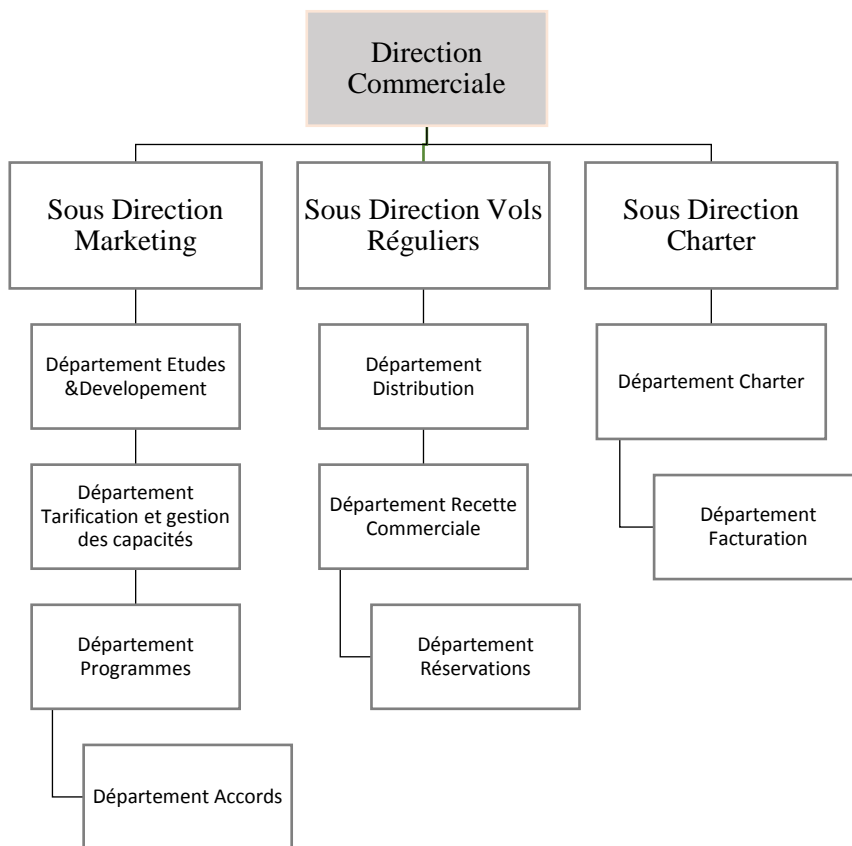 Direction
Commerciale
Sous Direction
Marketing
Sous Direction Vols
Réguliers
Sous Direction
Charter
Département Etudes
&Developement
Département
Distribution
Département Charter
Département
Tarification et gestion
des capacités
Département Recette
Commerciale
Département
Facturation
Département
Programmes
Département
Réservations
Département Accords